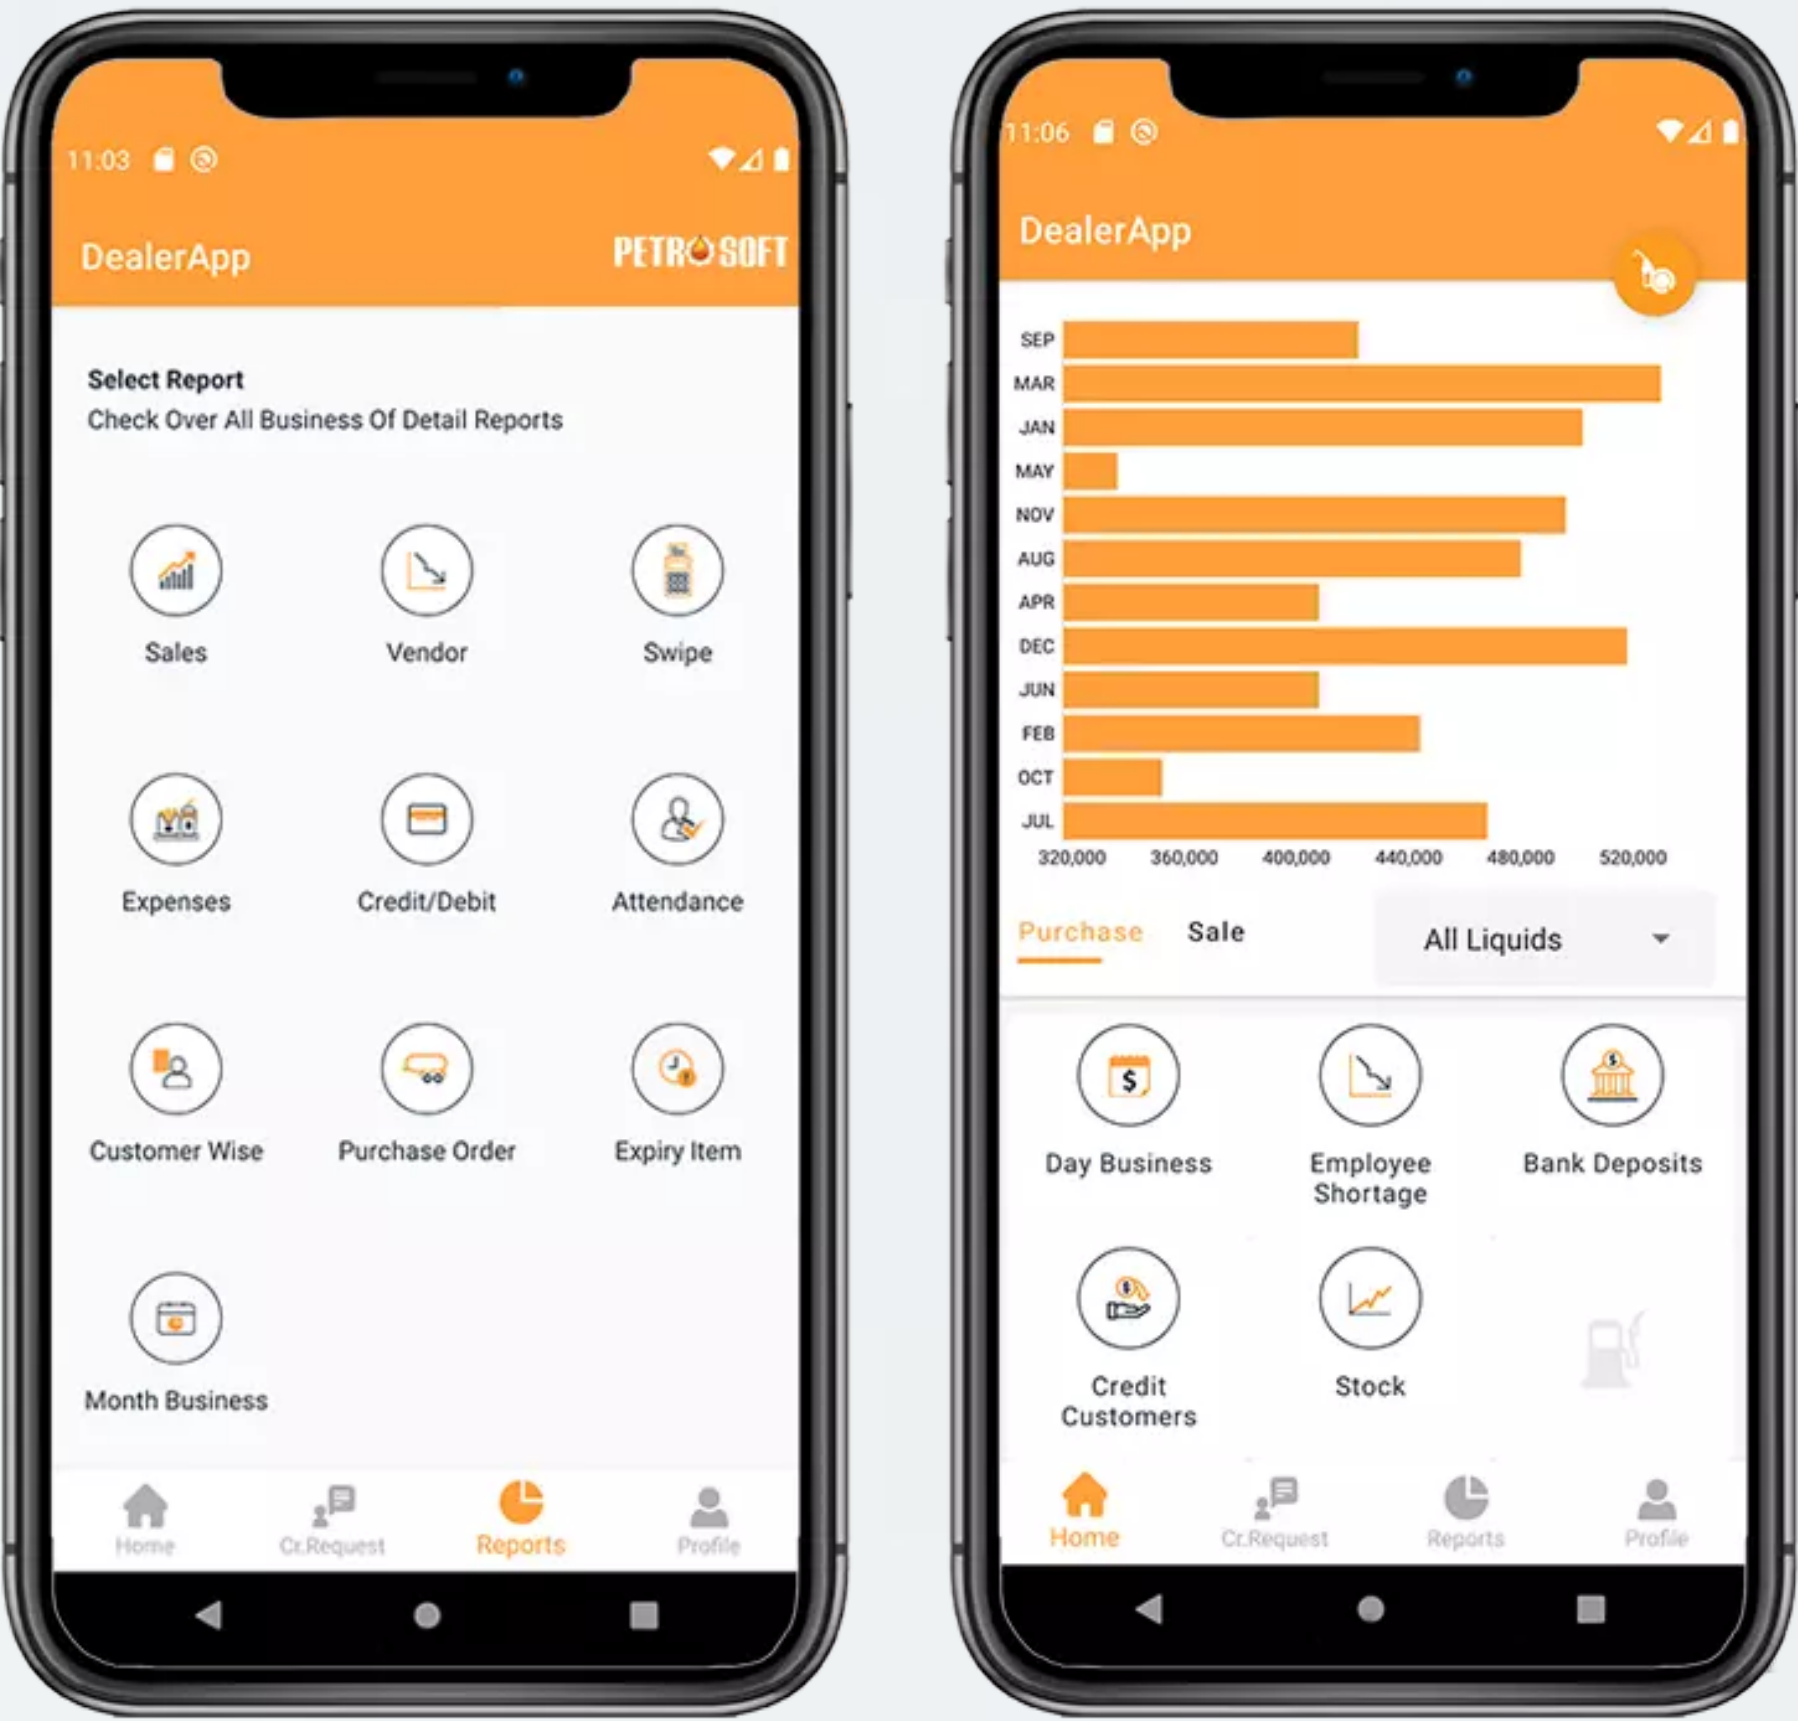 11:03
DealerApp
PETROSOFT
Select Report
Check Over All Business Of Detail Reports
Sales Vendor Swipe
Expenses Credit/Debit Attendance
Customer Wise Purchase Order Expiry Item
Month Business
Home Cr.Request Reports Profile
11:06
DealerApp
SEP
MAR
JAN
MAY
NOV
AUG
APR
DEC
JUN
FEB
OCT
JUL
320,000 360,000 400,000 440,000 480,000 520,000
Purchase Sale All Liquids
Day Business Employee Shortage Bank Deposits
Credit Customers Stock
Home Cr.Request Reports Profile